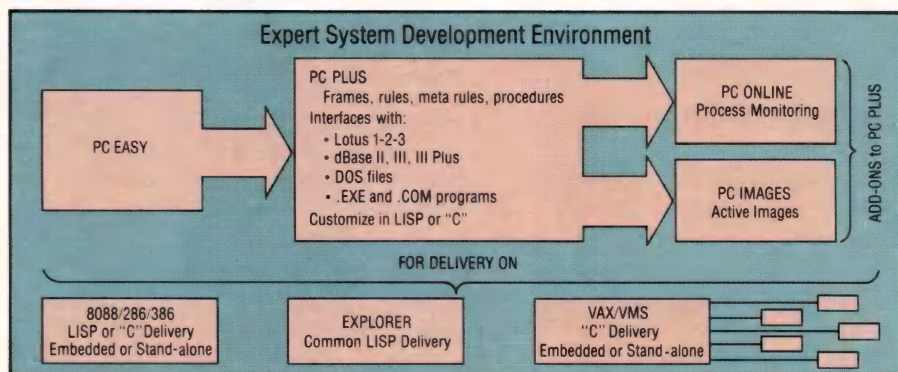 Expert System Development Environment
PC EASY
PC PLUS
Frames, rules, meta rules, procedures
Interfaces with:
• Lotus 1-2-3
• dBase II, III, III Plus
• DOS files
• .EXE and .COM programs
Customize in LISP or "C"
PC ONLINE
Process Monitoring
PC IMAGES
Active Images
ADD-ONS to PC PLUS
FOR DELIVERY ON
8088/286/386
LISP or "C" Delivery
Embedded or Stand-alone
EXPLORER
Common LISP Delivery
VAX/VMS
"C" Delivery
Embedded or Stand-alone